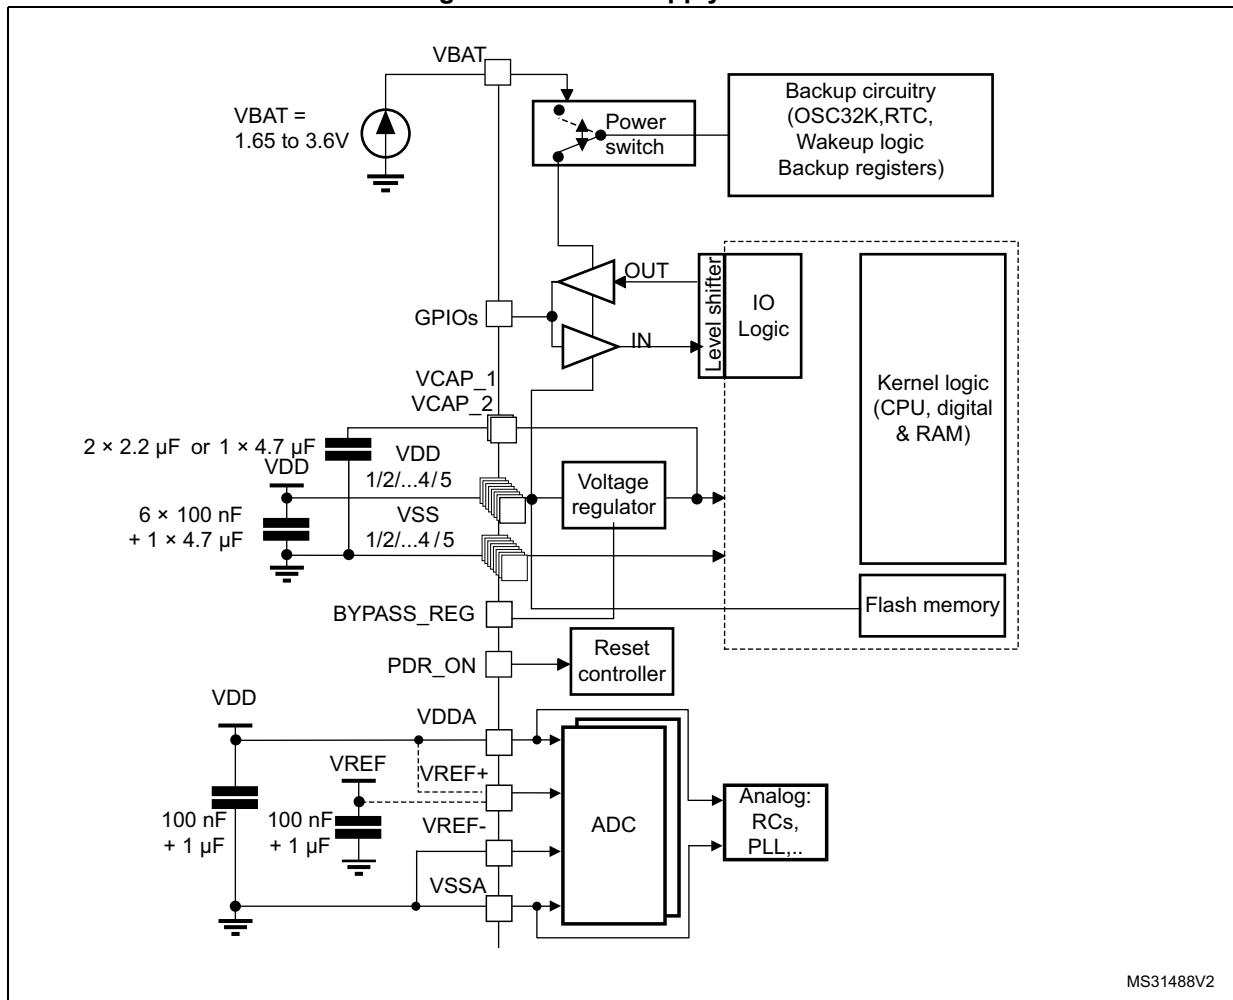 VBAT
VBAT =
1.65 to 3.6V
Power
switch
Backup circuitry
(OSC32K,RTC,
Wakeup logic
Backup registers)
GPIOs
OUT
IN
Level shifter
IO
Logic
Kernel logic
(CPU, digital
& RAM)
VCAP_1
VCAP_2
2 × 2.2 µF or 1 × 4.7 µF
VDD
1/2/...4/5
VDD
6 × 100 nF
+ 1 × 4.7 µF
VSS
1/2/...4/5
Voltage
regulator
Flash memory
BYPASS_REG
PDR_ON
Reset
controller
VDD
VDDA
VREF
VREF+
100 nF
+ 1 µF
100 nF
+ 1 µF
VREF-
VSSA
ADC
Analog:
RCs,
PLL,..
MS31488V2